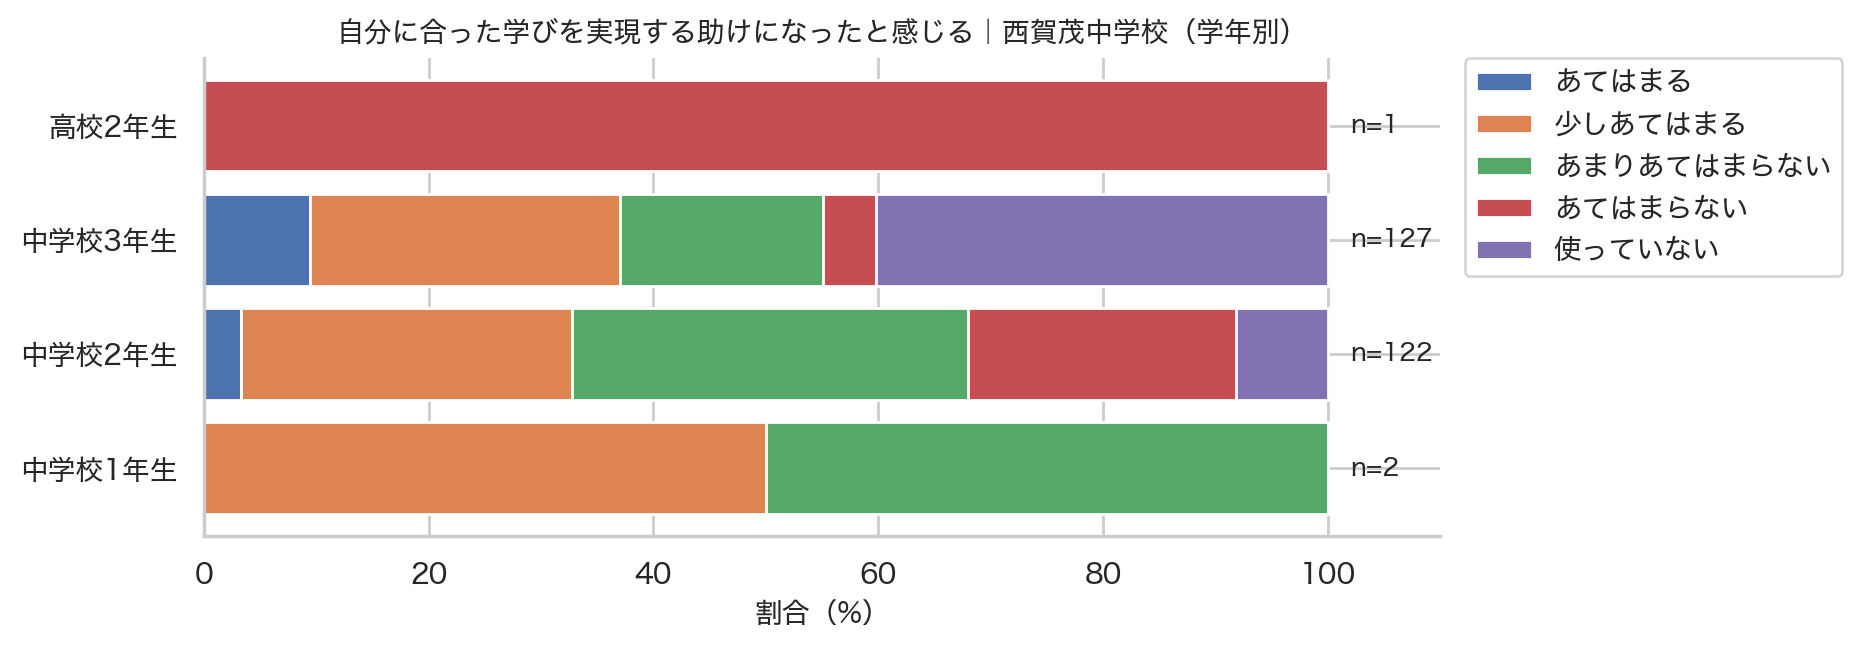 自分に合った学びを実現する助けになったと感じる｜西賀茂中学校（学年別）
高校2年生
n=1
中学校3年生
n=127
中学校2年生
n=122
中学校1年生
n=2
0 20 40 60 80 100
割合（%）
あてはまる
少しあてはまる
あまりあてはまらない
あてはまらない
使っていない